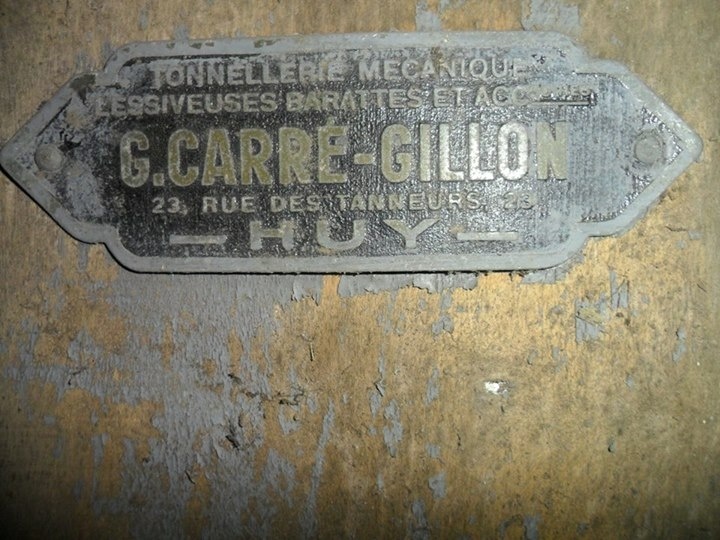 TONNELLERIE MECANIQUE
LESSIVEUSES BARATTES ET
G.CARRÉ-GILLON
23, RUE DES TANNEURS, 23
— HUY —